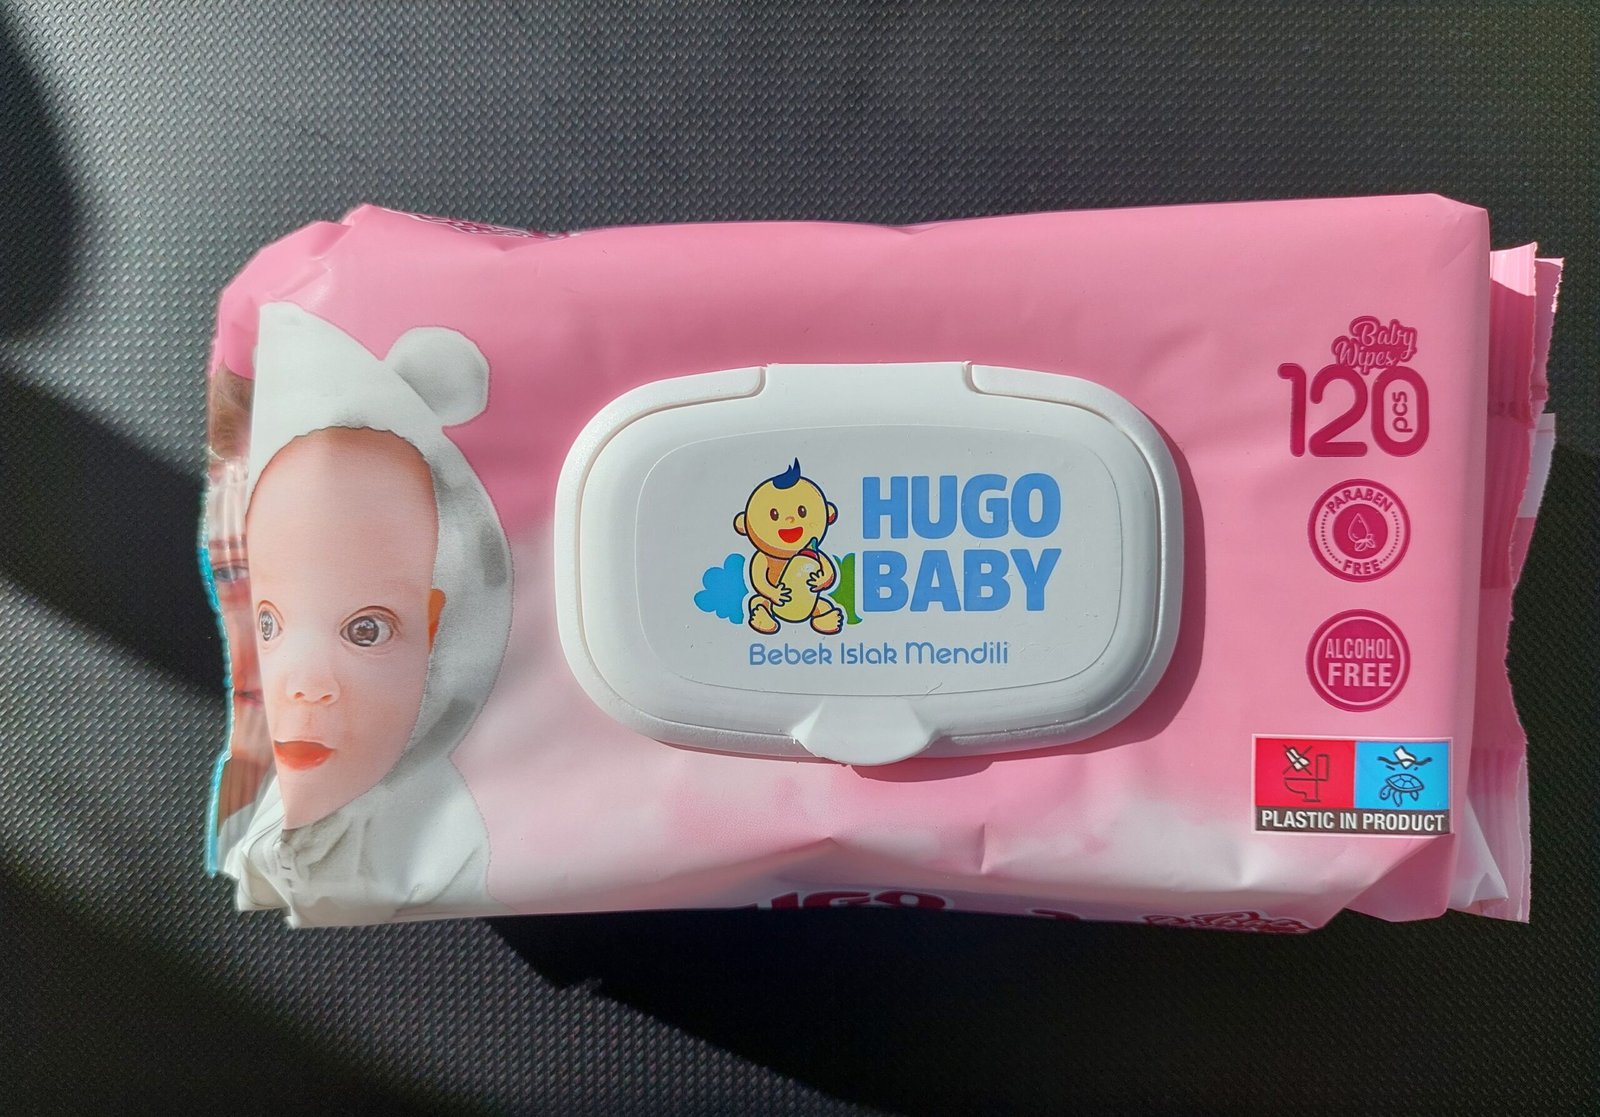 HUGO
BABY
Bebek Islak Mendili
Baby
Wipes
120
pcs
PARABEN
FREE
ALCOHOL
FREE
PLASTIC IN PRODUCT